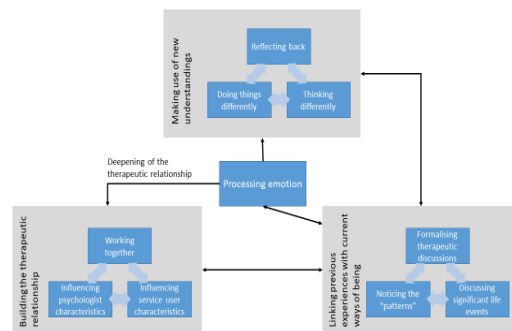 Making use of new
understandings
Reflecting back
Doing things
differently
Thinking
differently
Deepening of the
therapeutic relationship
Processing emotion
Building the therapeutic
relationship
Working
together
Influencing
psychologist
characteristics
Influencing
service user
characteristics
Linking previous
experiences with current
ways of being
Formalising
therapeutic
discussions
Noticing the
"patterns"
Discussing
significant life
events